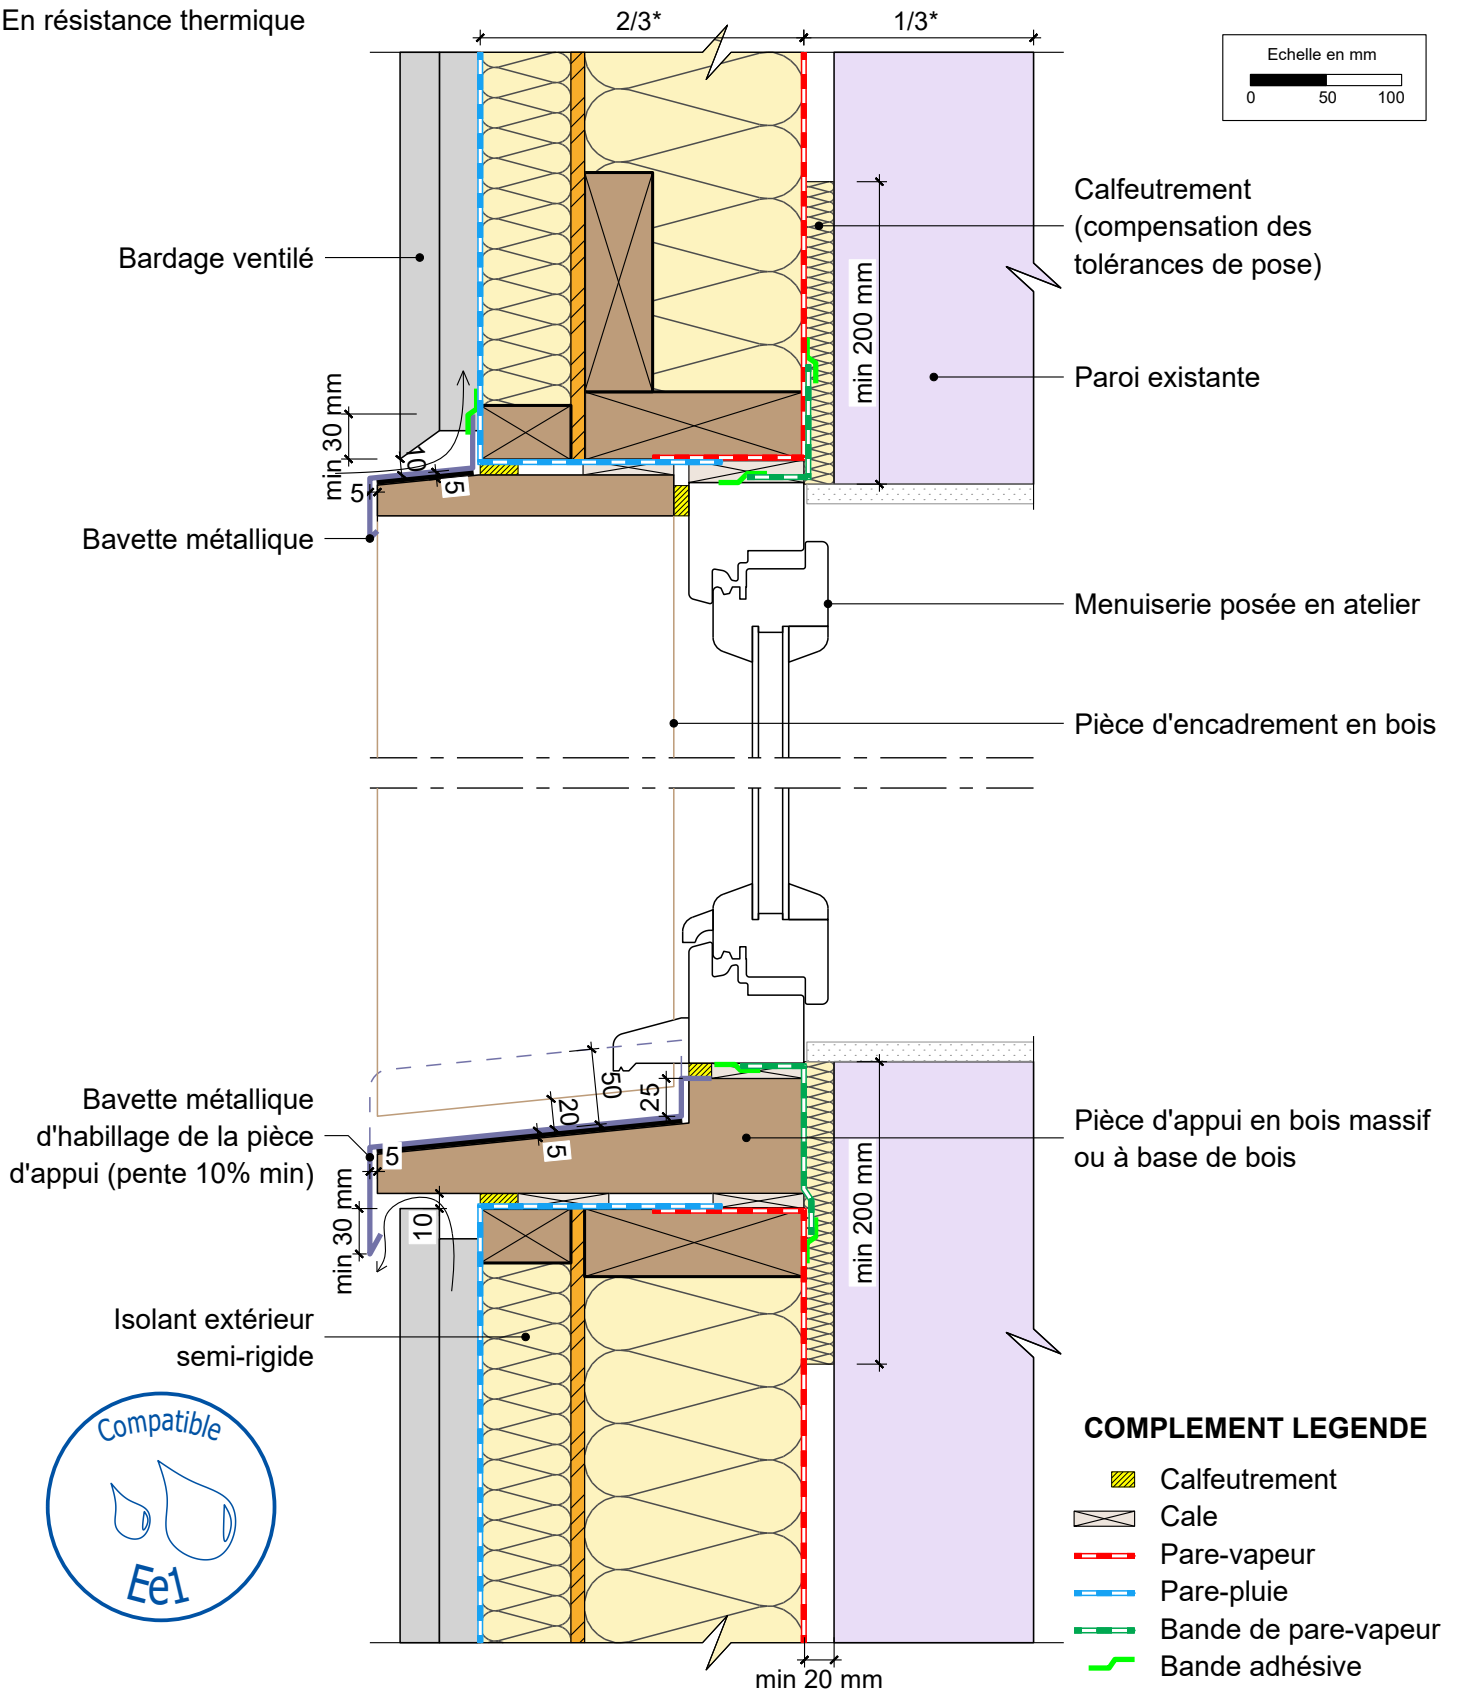 En résistance thermique
2/3*
1/3*
Echelle en mm
0 50 100
Calfeutrement
(compensation des
tolérances de pose)
Bardage ventilé
min 200 mm
Paroi existante
min 30 mm
10
5
5
Bavette métallique
Menuiserie posée en atelier
Pièce d'encadrement en bois
50
20
25
5
5
Bavette métallique
d'habillage de la pièce
d'appui (pente 10% min)
Pièce d'appui en bois massif
ou à base de bois
min 200 mm
min 30 mm
10
Isolant extérieur
semi-rigide
Compatible
Ee1
COMPLEMENT LEGENDE
Calfeutrement
Cale
Pare-vapeur
Pare-pluie
Bande de pare-vapeur
Bande adhésive
min 20 mm